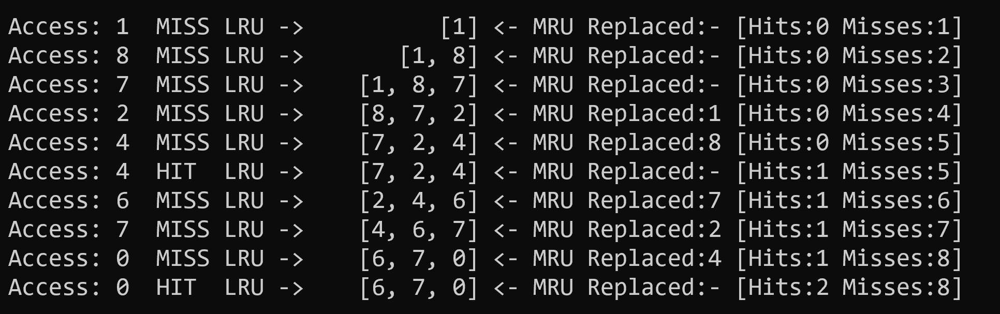 Access: 1  MISS LRU ->          [1] <- MRU Replaced:- [Hits:0 Misses:1]
Access: 8  MISS LRU ->       [1, 8] <- MRU Replaced:- [Hits:0 Misses:2]
Access: 7  MISS LRU ->    [1, 8, 7] <- MRU Replaced:- [Hits:0 Misses:3]
Access: 2  MISS LRU ->    [8, 7, 2] <- MRU Replaced:1 [Hits:0 Misses:4]
Access: 4  MISS LRU ->    [7, 2, 4] <- MRU Replaced:8 [Hits:0 Misses:5]
Access: 4  HIT  LRU ->    [7, 2, 4] <- MRU Replaced:- [Hits:1 Misses:5]
Access: 6  MISS LRU ->    [2, 4, 6] <- MRU Replaced:7 [Hits:1 Misses:6]
Access: 7  MISS LRU ->    [4, 6, 7] <- MRU Replaced:2 [Hits:1 Misses:7]
Access: 0  MISS LRU ->    [6, 7, 0] <- MRU Replaced:4 [Hits:1 Misses:8]
Access: 0  HIT  LRU ->    [6, 7, 0] <- MRU Replaced:- [Hits:2 Misses:8]